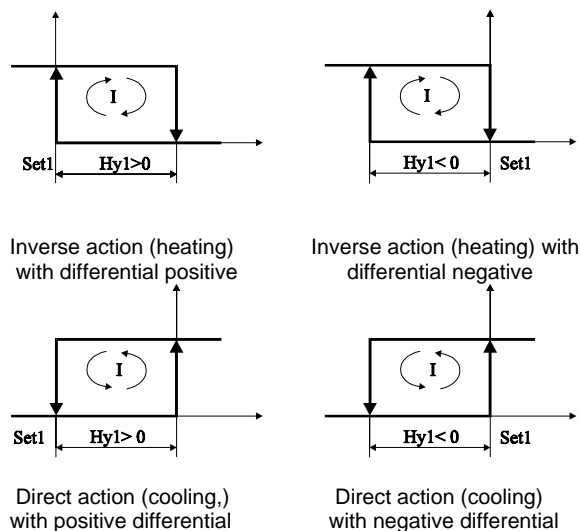 I
I
Set1
Hy1>0
Hy1< 0
Set1
Inverse action (heating)
with differential positive
Inverse action (heating) with
differential negative
I
I
Set1
Hy1> 0
Hy1< 0
Set1
Direct action (cooling,)
with positive differential
Direct action (cooling)
with negative differential